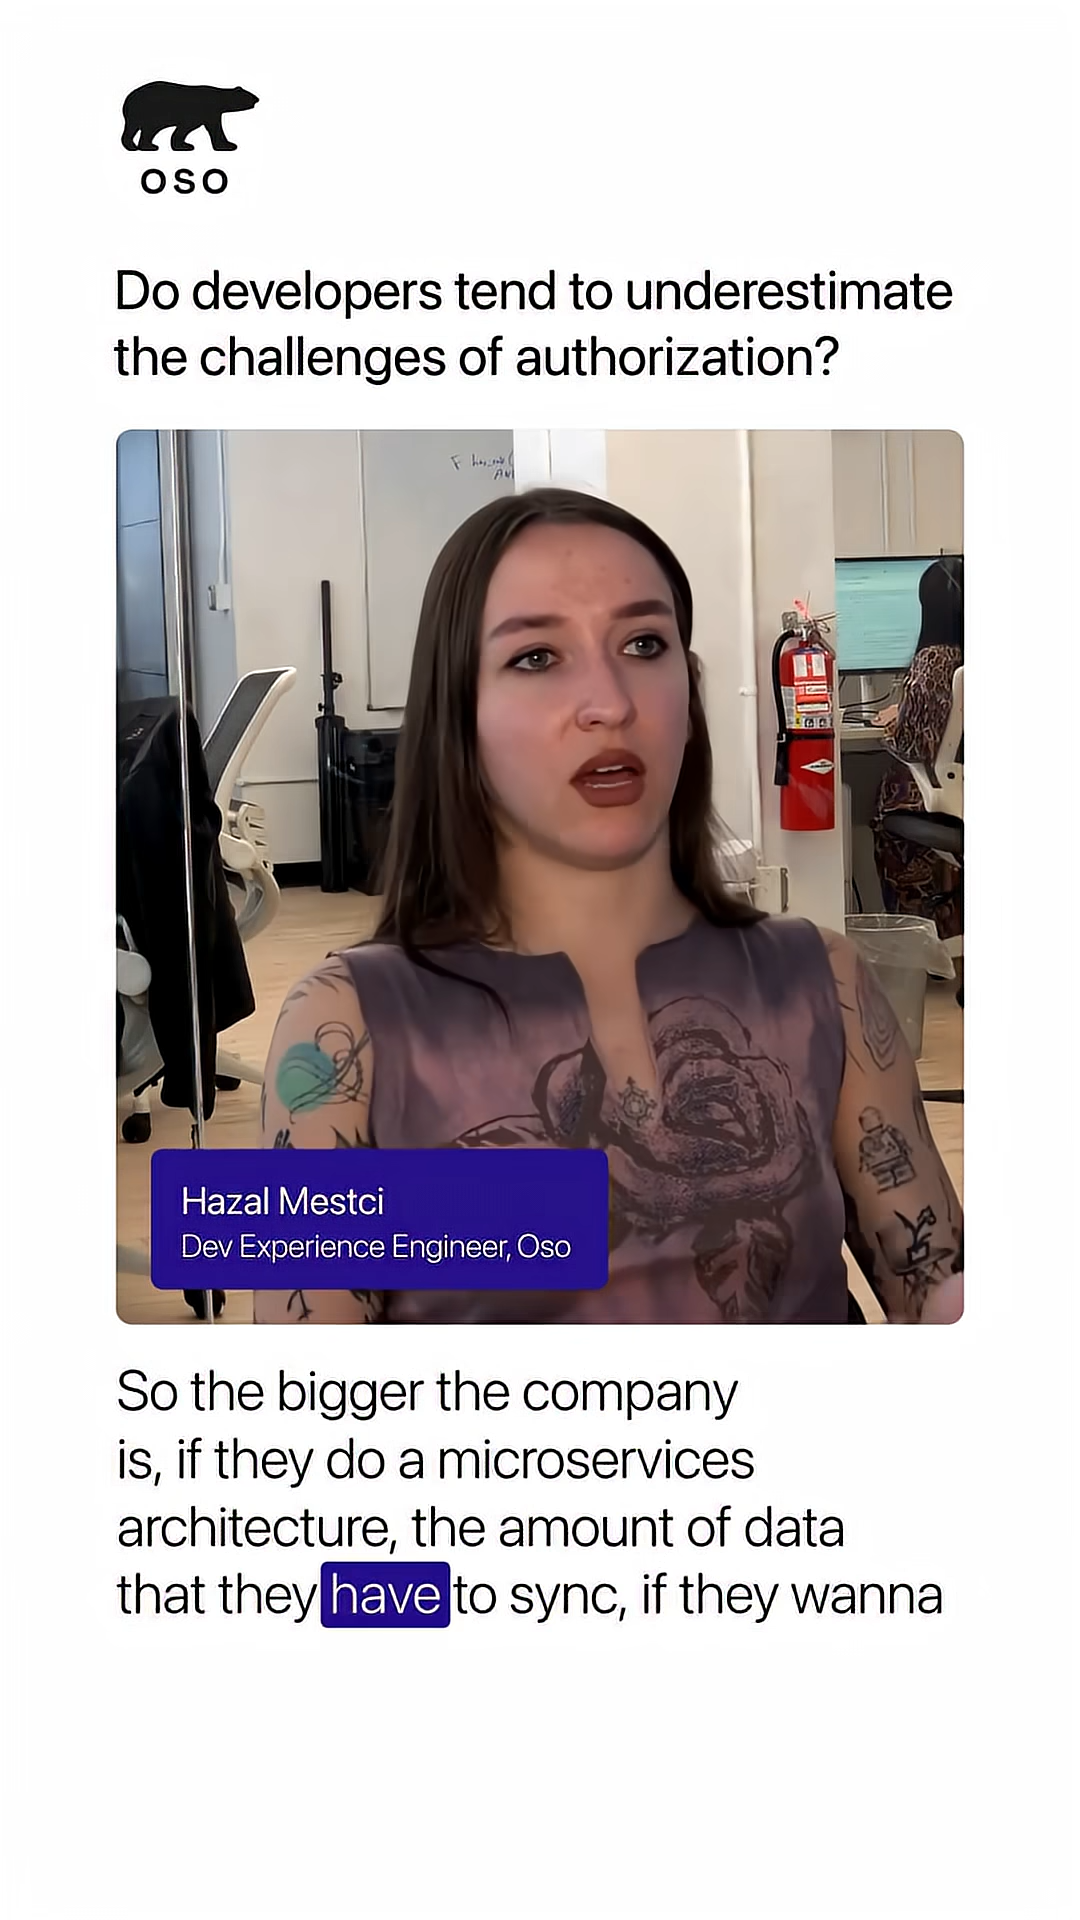 OSO
Do developers tend to underestimate
the challenges of authorization?
Hazal Mestci
Dev Experience Engineer, Oso
So the bigger the company
is, if they do a microservices
architecture, the amount of data
that they have to sync, if they wanna